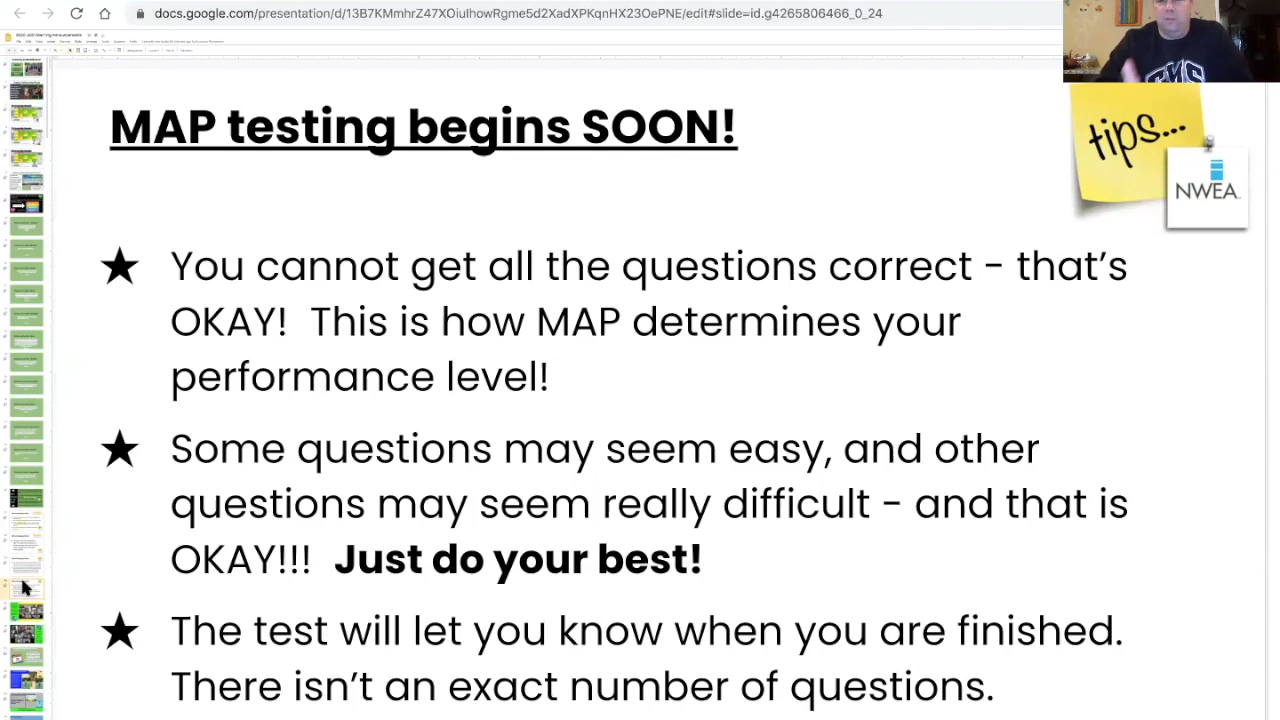 docs.google.com/presentation/d/13B7KMmhrZ47XOiulhowRgme5d2XadXPKqnHX23OePNE/edit#slide=id.g4265806466_0_24
MAP testing begins SOON!
tips...
NWEA
★ You cannot get all the questions correct - that's
OKAY! This is how MAP determines your
performance level!
★ Some questions may seem easy, and other
questions may seem really difficult - and that is
OKAY!!! Just do your best!
★ The test will let you know when you are finished.
There isn't an exact number of questions.